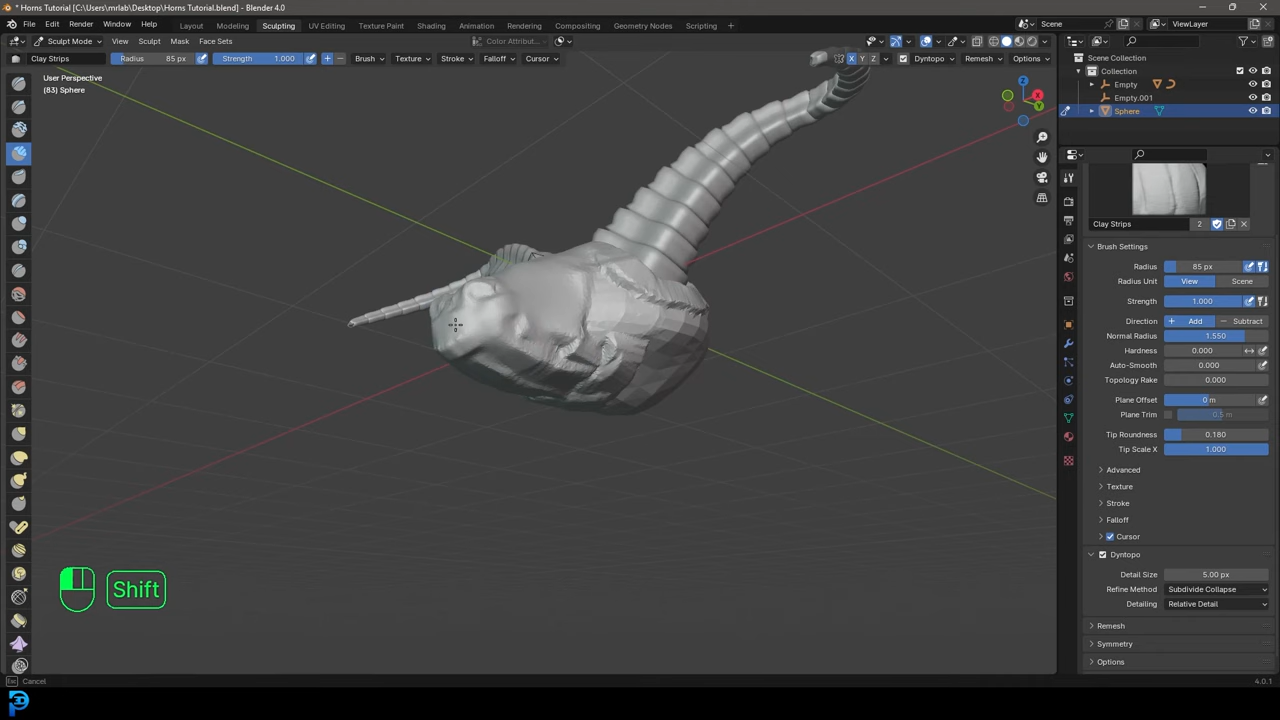 * Horns Tutorial [C:\Users\mrlab\Desktop\Horns Tutorial.blend] - Blender 4.0
File Edit Render Window Help Layout Modeling Sculpting UV Editing Texture Paint Shading Animation Rendering Compositing Geometry Nodes Scripting Scene ViewLayer
Sculpt Mode View Sculpt Mask Face Sets Color Attribut...
Clay Strips Radius 85 px Strength 1.000 Brush Texture Stroke Falloff Cursor X Y Z Dyntopo Remesh Options
User Perspective
(83) Sphere
Z
X
Y
Scene Collection
Collection
Empty
Empty.001
Sphere
Clay Strips 2
Brush Settings
Radius 85 px
Radius Unit View Scene
Strength 1.000
Direction + Add − Subtract
Normal Radius 1.550
Hardness 0.000
Auto-Smooth 0.000
Topology Rake 0.000
Plane Offset 0 m
Plane Trim 0.5 m
Tip Roundness 0.180
Tip Scale X 1.000
Advanced
Texture
Stroke
Falloff
Cursor
Dyntopo
Detail Size 5.00 px
Refine Method Subdivide Collapse
Detailing Relative Detail
Remesh
Symmetry
Options
Shift
Esc Cancel
4.0.1